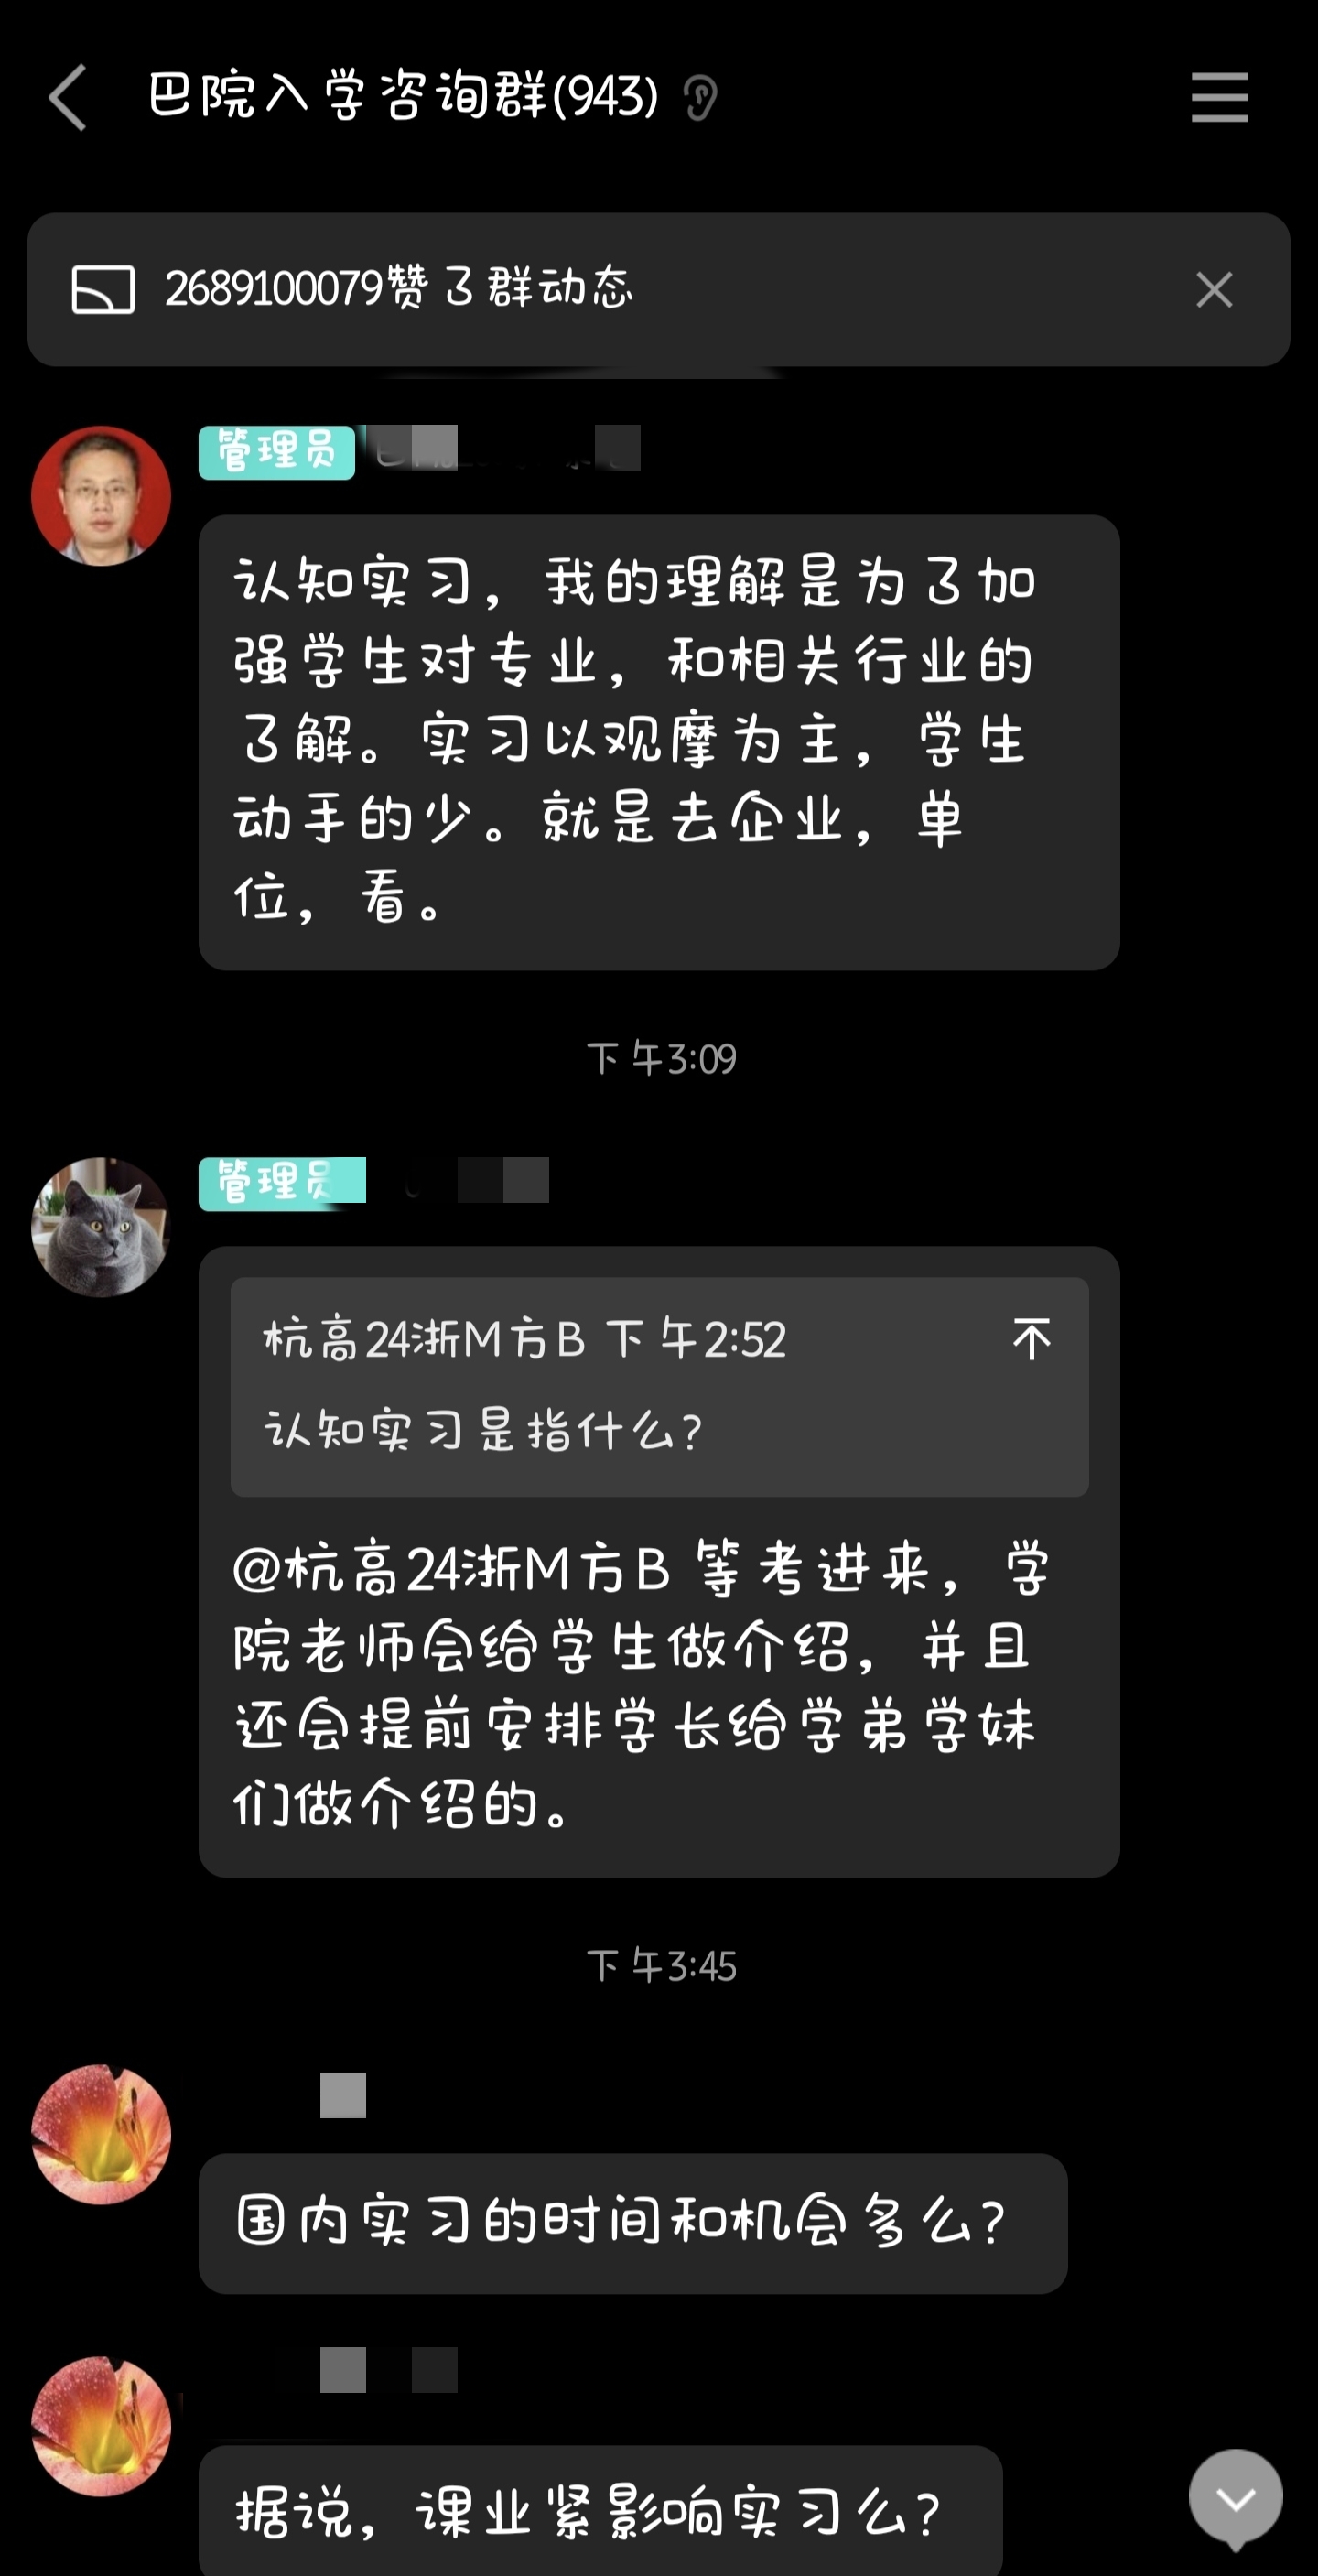 巴院入学咨询群(943)
2689100079赞了群动态
管理员
认知实习，我的理解是为了加
强学生对专业，和相关行业的
了解。实习以观摩为主，学生
动手的少。就是去企业，单
位，看。
下午3:09
管理员
杭高24浙M方B 下午2:52
认知实习是指什么?
@杭高24浙M方B 等考进来，学
院老师会给学生做介绍，并且
还会提前安排学长给学弟学妹
们做介绍的。
下午3:45
国内实习的时间和机会多么?
据说，课业紧影响实习么?